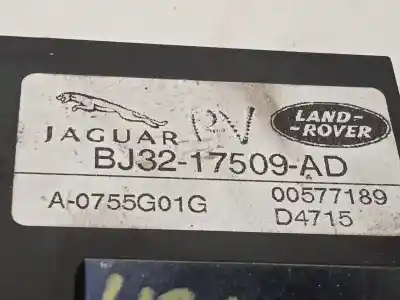 JAGUAR
LAND-
-ROVER
BJ32-17509-AD
A-0755G01G
00577189
D4715